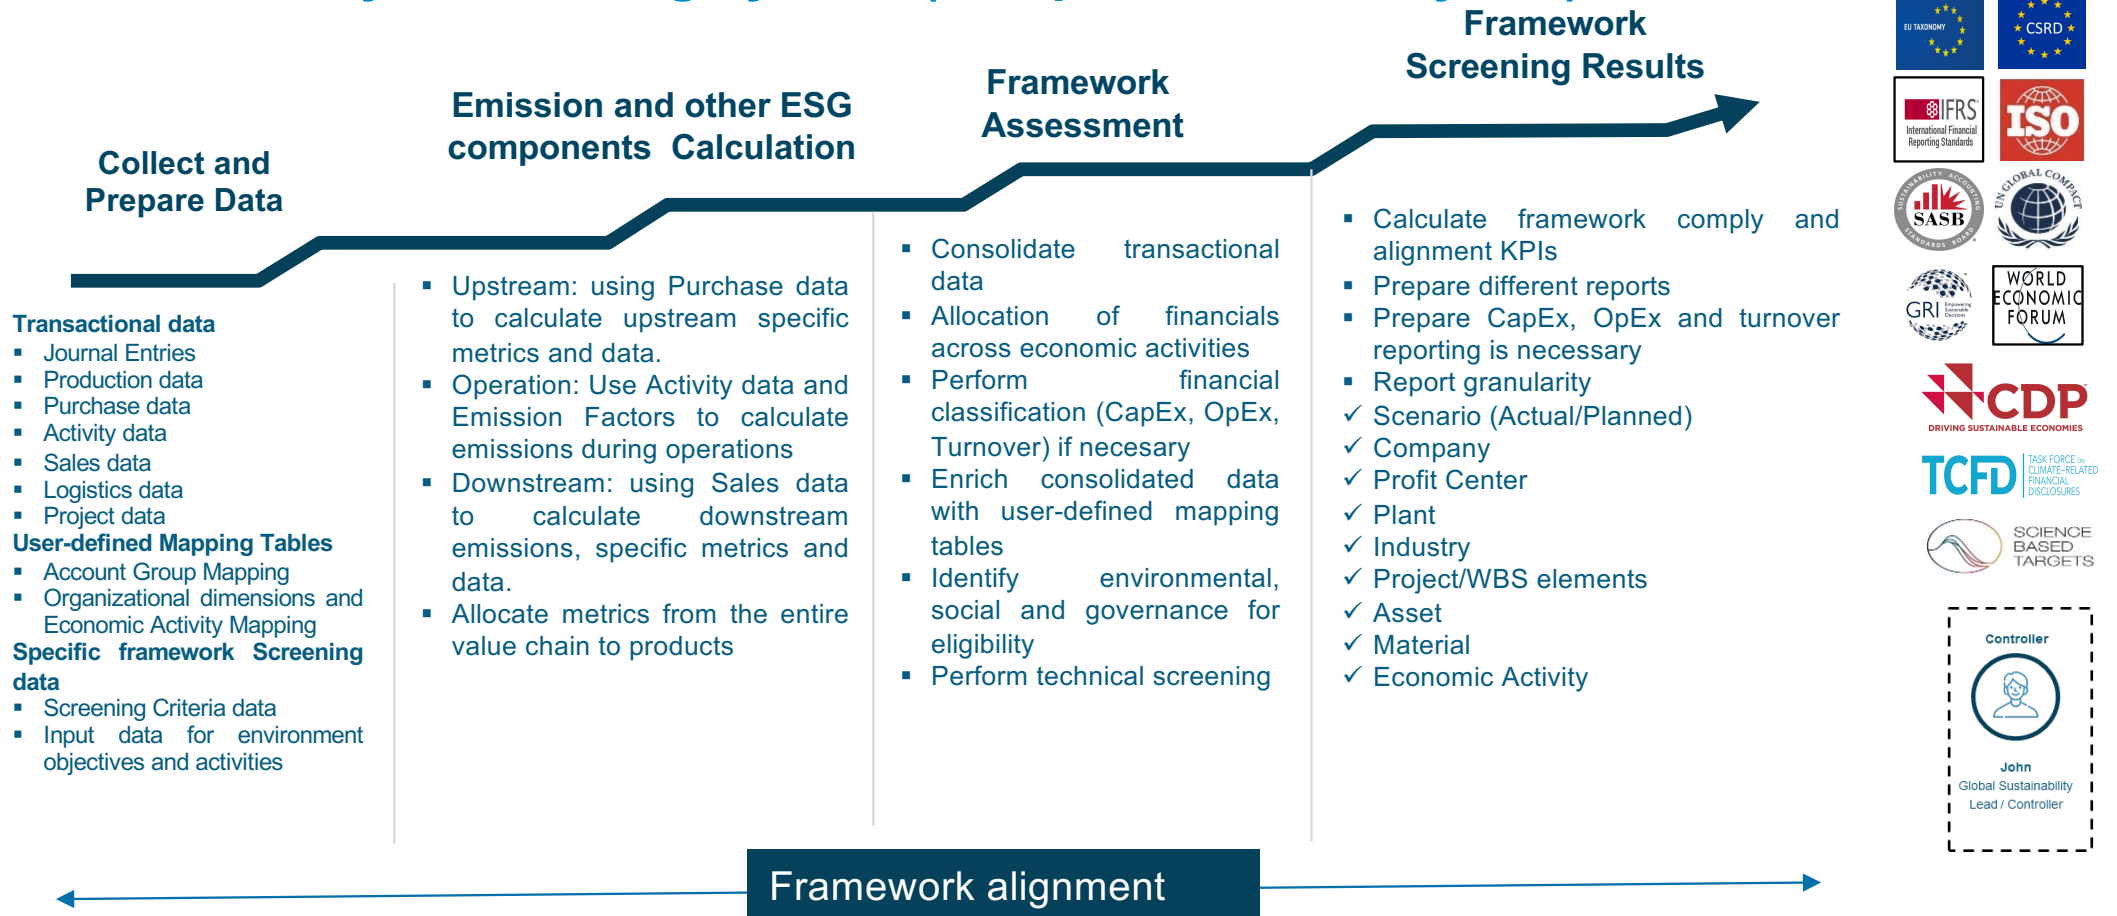 Collect and
Prepare Data
Transactional data
▪ Journal Entries
▪ Production data
▪ Purchase data
▪ Activity data
▪ Sales data
▪ Logistics data
▪ Project data
User-defined Mapping Tables
▪ Account Group Mapping
▪ Organizational dimensions and
Economic Activity Mapping
Specific framework Screening
data
▪ Screening Criteria data
▪ Input data for environment
objectives and activities
Emission and other ESG
components Calculation
▪ Upstream: using Purchase data
to calculate upstream specific
metrics and data.
▪ Operation: Use Activity data and
Emission Factors to calculate
emissions during operations
▪ Downstream: using Sales data
to calculate downstream
emissions, specific metrics and
data.
▪ Allocate metrics from the entire
value chain to products
Framework
Assessment
▪ Consolidate transactional
data
▪ Allocation of financials
across economic activities
▪ Perform financial
classification (CapEx, OpEx,
Turnover) if necesary
▪ Enrich consolidated data
with user-defined mapping
tables
▪ Identify environmental,
social and governance for
eligibility
▪ Perform technical screening
Framework
Screening Results
▪ Calculate framework comply and
alignment KPIs
▪ Prepare different reports
▪ Prepare CapEx, OpEx and turnover
reporting is necessary
▪ Report granularity
✓ Scenario (Actual/Planned)
✓ Company
✓ Profit Center
✓ Plant
✓ Industry
✓ Project/WBS elements
✓ Asset
✓ Material
✓ Economic Activity
EU TAXONOMY
CSRD
IFRS
International Financial
Reporting Standards
ISO
SUSTAINABILITY ACCOUNTING
SASB
STANDARDS BOARD
UN GLOBAL COMPACT
GRI
Empowering
Sustainable
Decisions
WORLD
ECONOMIC
FORUM
CDP
DRIVING SUSTAINABLE ECONOMIES
TCFD
TASK FORCE ON
CLIMATE-RELATED
FINANCIAL
DISCLOSURES
SCIENCE
BASED
TARGETS
Controller
John
Global Sustainability
Lead / Controller
Framework alignment